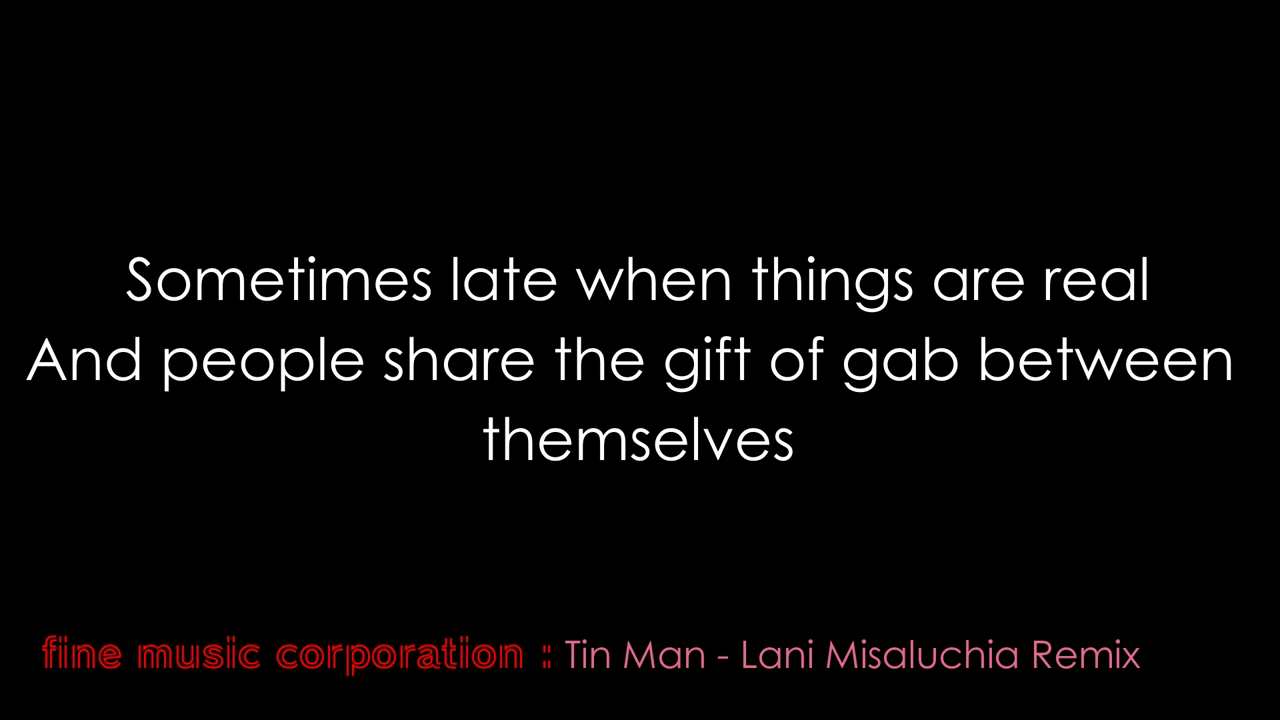 Sometimes late when things are real
And people share the gift of gab between
themselves
fine music corporation : Tin Man - Lani Misaluchia Remix